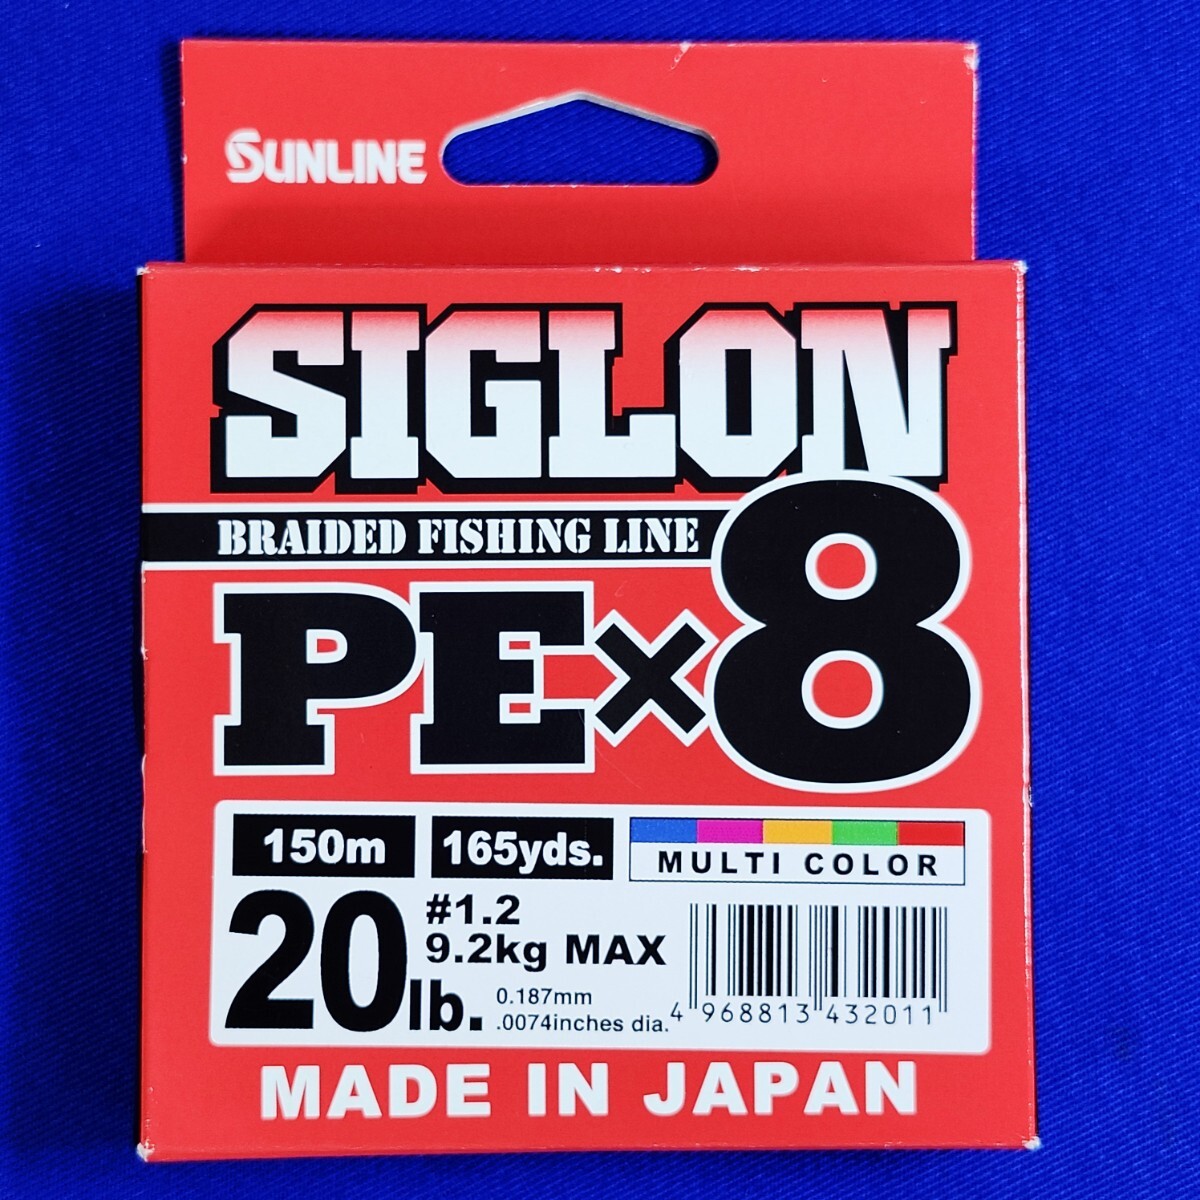 SUNLINE
SIGLON
BRAIDED FISHING LINE
PE×8
150m 165yds. MULTI COLOR
20lb.
#1.2
9.2kg MAX
0.187mm
.0074inches dia.
4 968813 432011
MADE IN JAPAN